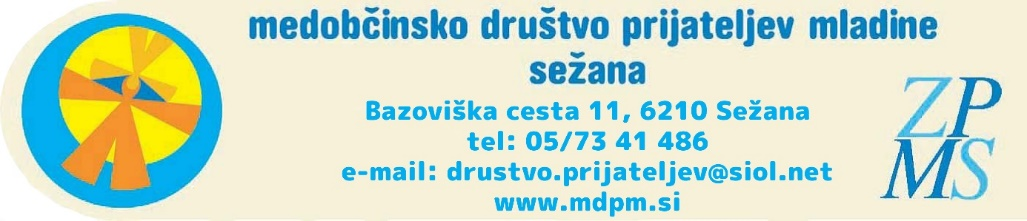 medobčinsko društvo prijateljev mladine
sežana
Bazoviška cesta 11, 6210 Sežana
tel: 05/73 41 486
e-mail: drustvo.prijateljev@siol.net
www.mdpm.si
ZP
MS